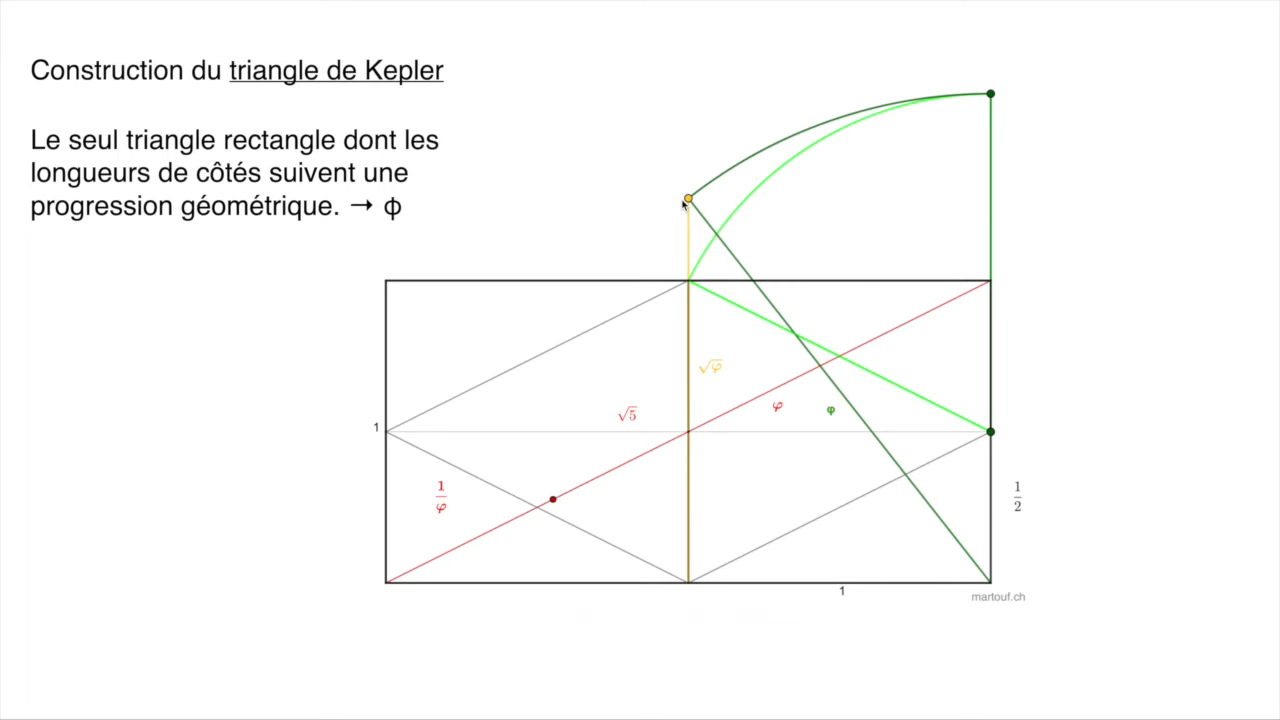 Construction du triangle de Kepler
Le seul triangle rectangle dont les
longueurs de côtés suivent une
progression géométrique. → ϕ
√φ
√5
φ
φ
1
1/φ
1/2
1
martouf.ch